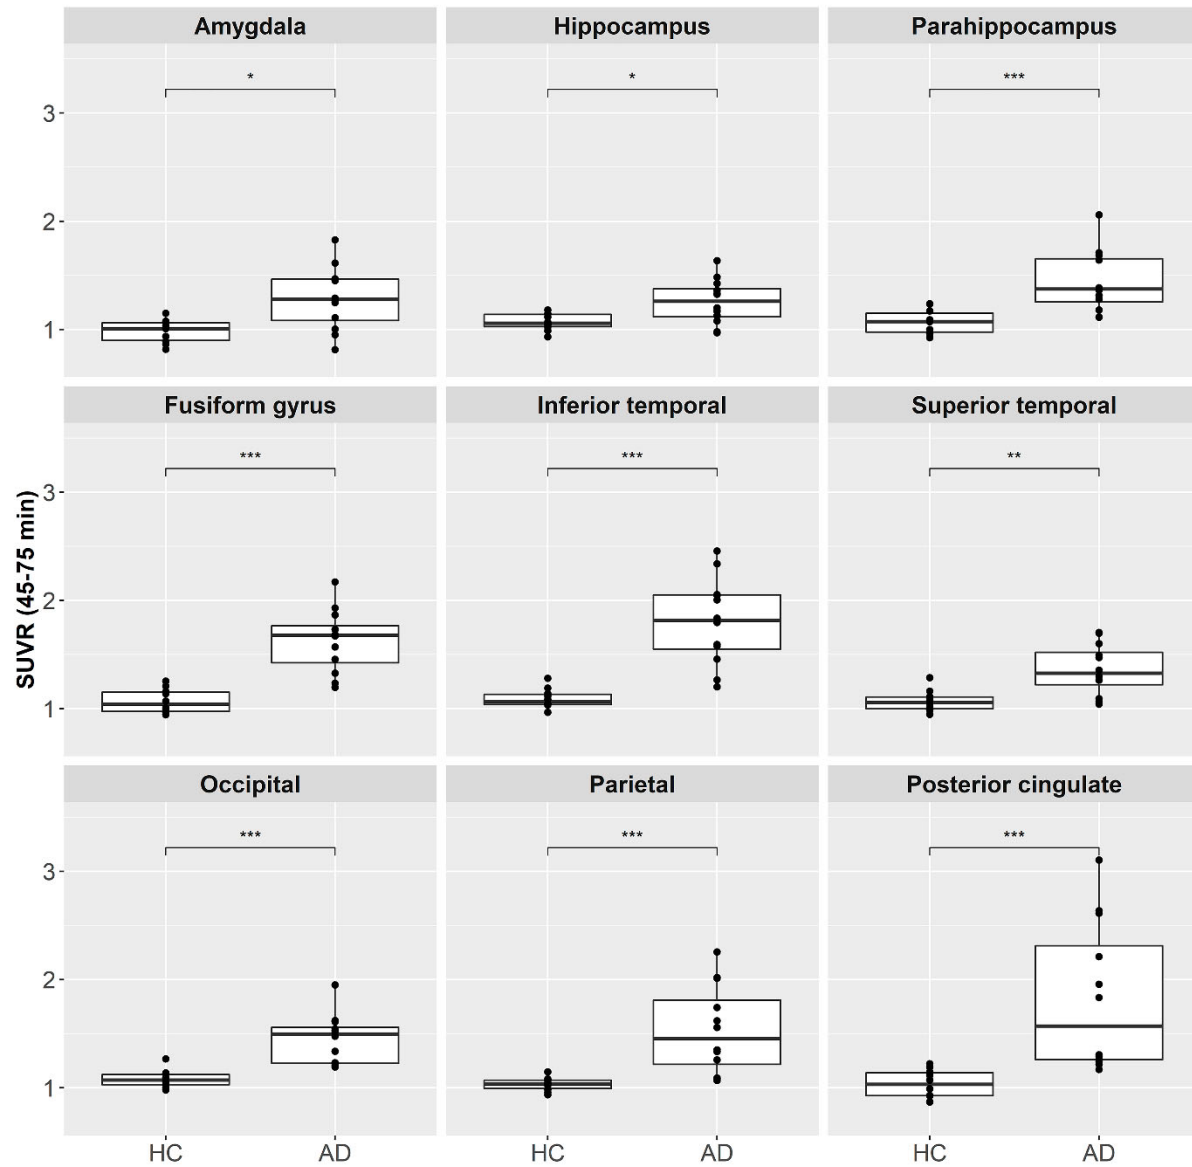 Amygdala Hippocampus Parahippocampus
* * ***
3
2
1
Fusiform gyrus Inferior temporal Superior temporal
*** *** **
3
2
1
SUVR (45-75 min)
Occipital Parietal Posterior cingulate
*** *** ***
3
2
1
HC AD HC AD HC AD